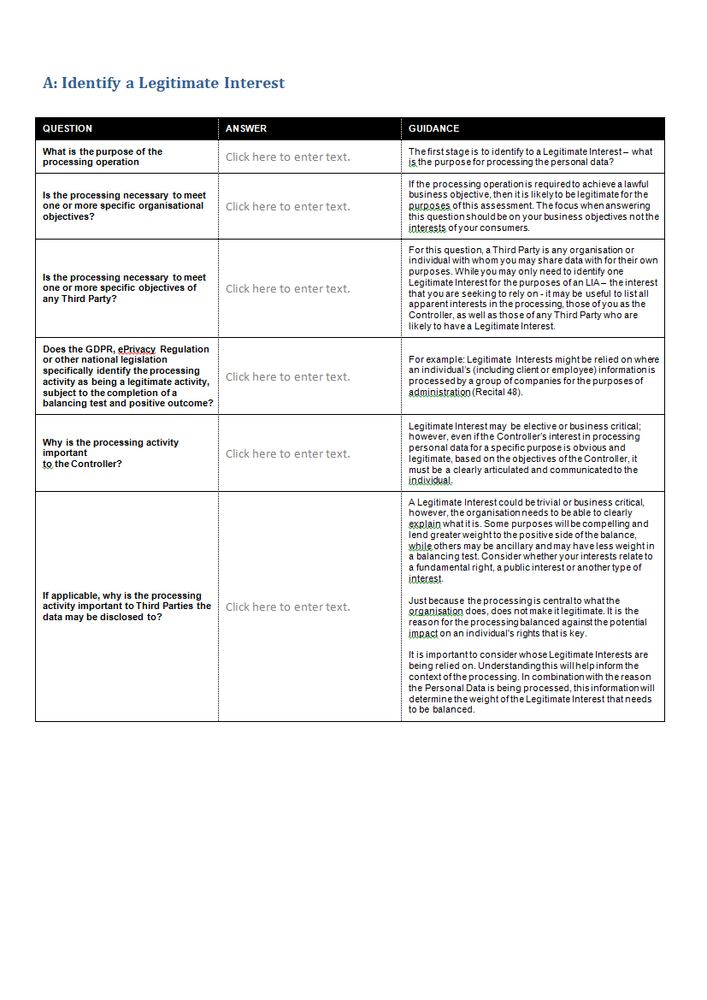 A: Identify a Legitimate Interest
QUESTION
ANSWER
GUIDANCE
What is the purpose of the
processing operation
Click here to enter text.
The first stage is to identify to a Legitimate Interest – what
is the purpose for processing the personal data?
Is the processing necessary to meet
one or more specific organisational
objectives?
Click here to enter text.
If the processing operation is required to achieve a lawful
business objective, then it is likely to be legitimate for the
purposes of this assessment. The focus when answering
this question should be on your business objectives not the
interests of your consumers.
Is the processing necessary to meet
one or more specific objectives of
any Third Party?
Click here to enter text.
For this question, a Third Party is any organisation or
individual with whom you may share data with for their own
purposes. While you may only need to identify one
Legitimate Interest for the purposes of an LIA – the interest
that you are seeking to rely on - it may be useful to list all
apparent interests in the processing, those of you as the
Controller, as well as those of any Third Party who are
likely to have a Legitimate Interest.
Does the GDPR, ePrivacy Regulation
or other national legislation
specifically identify the processing
activity as being a legitimate activity,
subject to the completion of a
balancing test and positive outcome?
Click here to enter text.
For example: Legitimate Interests might be relied on where
an individual's (including client or employee) information is
processed by a group of companies for the purposes of
administration (Recital 48).
Why is the processing activity
important
to the Controller?
Click here to enter text.
Legitimate Interest may be elective or business critical;
however, even if the Controller's interest in processing
personal data for a specific purpose is obvious and
legitimate, based on the objectives of the Controller, it
must be a clearly articulated and communicated to the
individual.
If applicable, why is the processing
activity important to Third Parties the
data may be disclosed to?
Click here to enter text.
A Legitimate Interest could be trivial or business critical,
however, the organisation needs to be able to clearly
explain what it is. Some purposes will be compelling and
lend greater weight to the positive side of the balance,
while others may be ancillary and may have less weight in
a balancing test. Consider whether your interests relate to
a fundamental right, a public interest or another type of
interest.
Just because the processing is central to what the
organisation does, does not make it legitimate. It is the
reason for the processing balanced against the potential
impact on an individual's rights that is key.
It is important to consider whose Legitimate Interests are
being relied on. Understanding this will help inform the
context of the processing. In combination with the reason
the Personal Data is being processed, this information will
determine the weight of the Legitimate Interest that needs
to be balanced.